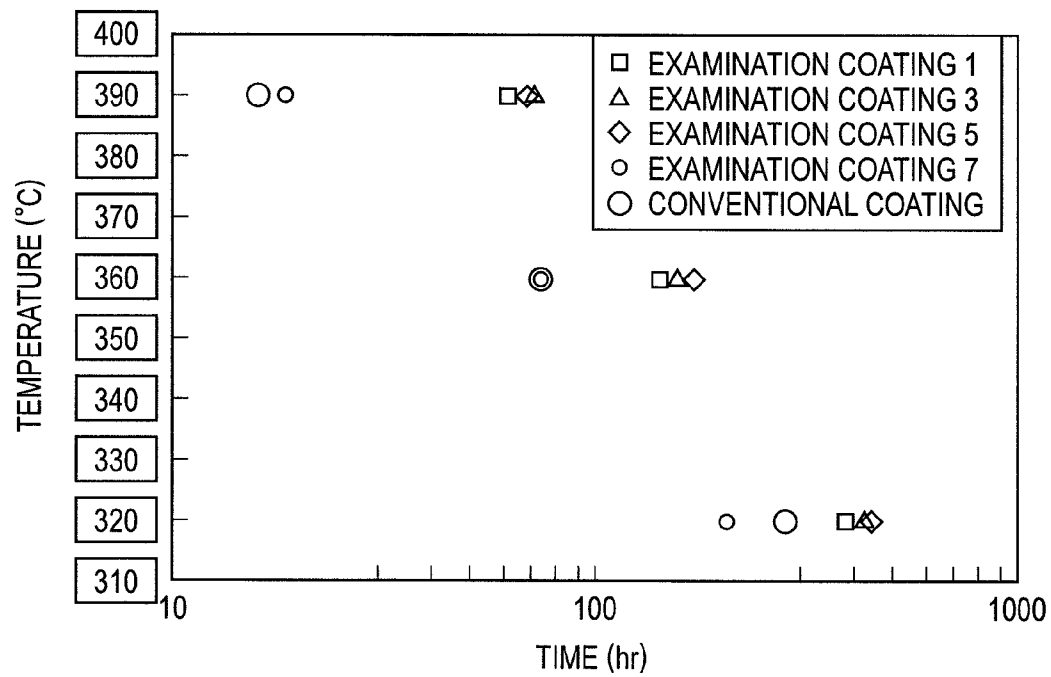 400
390
380
370
360
350
340
330
320
310
TEMPERATURE (°C)
EXAMINATION COATING 1
EXAMINATION COATING 3
EXAMINATION COATING 5
EXAMINATION COATING 7
CONVENTIONAL COATING
10 100 1000
TIME (hr)